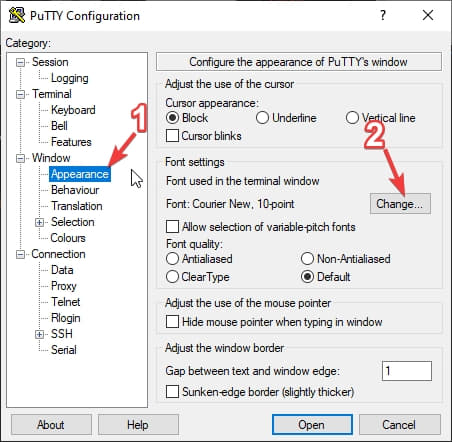 PuTTY Configuration
?
Category:
Session
Logging
Terminal
Keyboard
Bell
Features
Window
Appearance
Behaviour
Translation
Selection
Colours
Connection
Data
Proxy
Telnet
Rlogin
SSH
Serial
1
Configure the appearance of PuTTY's window
Adjust the use of the cursor
Cursor appearance:
Block Underline Vertical line
Cursor blinks
2
Font settings
Font used in the terminal window
Font: Courier New, 10-point Change...
Allow selection of variable-pitch fonts
Font quality:
Antialiased Non-Antialiased
ClearType Default
Adjust the use of the mouse pointer
Hide mouse pointer when typing in window
Adjust the window border
Gap between text and window edge: 1
Sunken-edge border (slightly thicker)
About Help Open Cancel